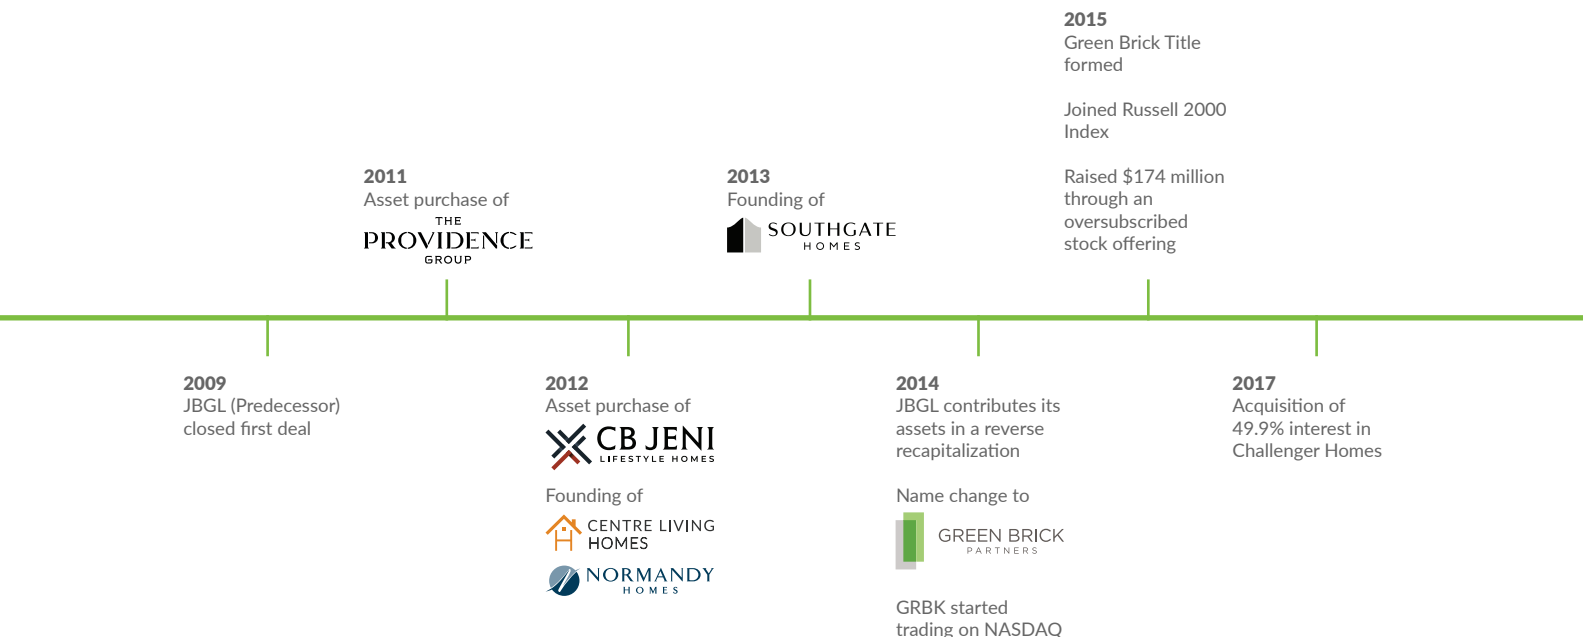 2009
JBGL (Predecessor)
closed first deal
2011
Asset purchase of
THE
PROVIDENCE
GROUP
2012
Asset purchase of
CB JENI
LIFESTYLE HOMES
Founding of
CENTRE LIVING
HOMES
NORMANDY
HOMES
2013
Founding of
SOUTHGATE
HOMES
2014
JBGL contributes its
assets in a reverse
recapitalization
Name change to
GREEN BRICK
PARTNERS
GRBK started
trading on NASDAQ
2015
Green Brick Title
formed
Joined Russell 2000
Index
Raised $174 million
through an
oversubscribed
stock offering
2017
Acquisition of
49.9% interest in
Challenger Homes